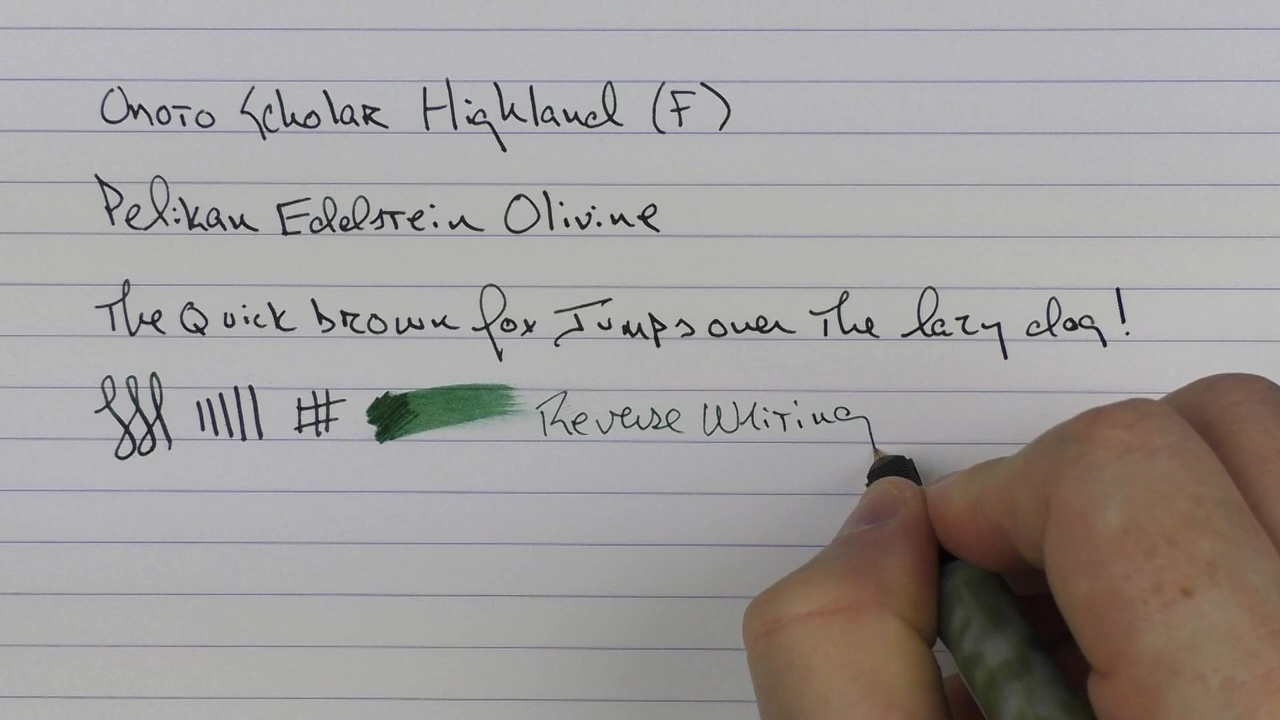 Onoto Scholar Highland (F)
Pelikan Edelstein Olivine
The Quick brown fox Jumps over The lazy dog!
Reverse Writing